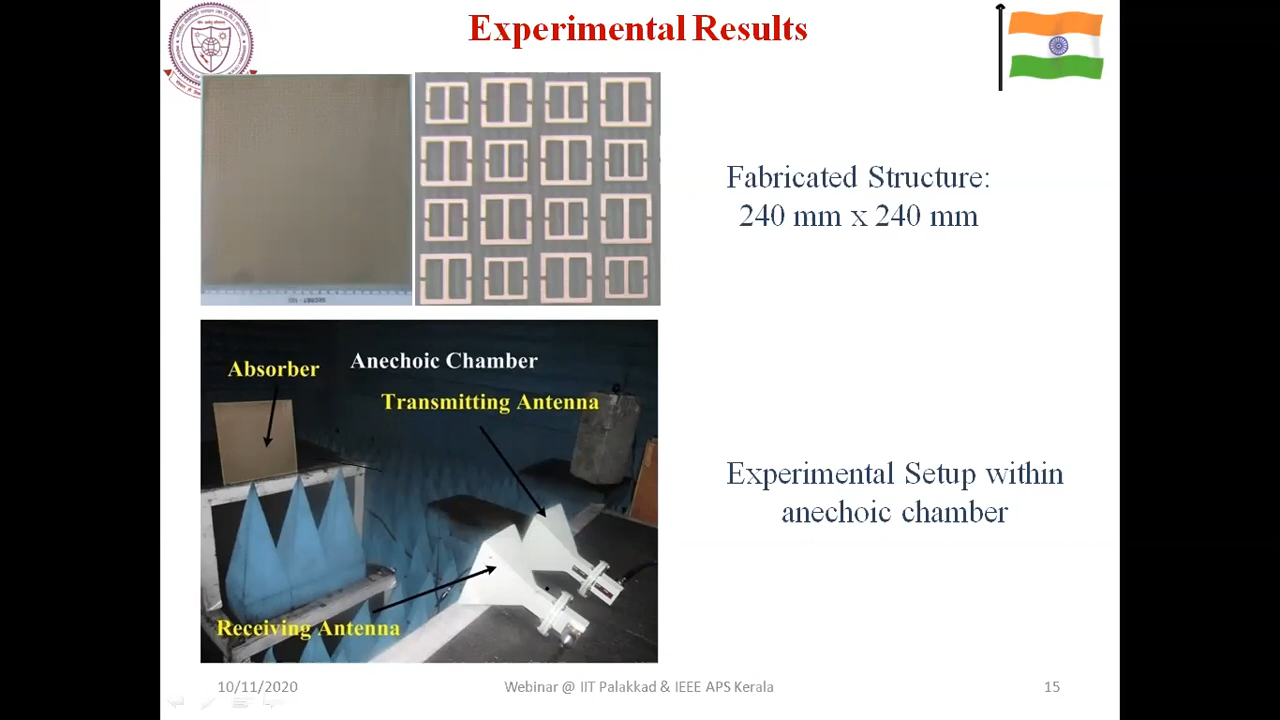 Experimental Results
Fabricated Structure:
240 mm x 240 mm
Absorber
Anechoic Chamber
Transmitting Antenna
Receiving Antenna
Experimental Setup within
anechoic chamber
10/11/2020
Webinar @ IIT Palakkad & IEEE APS Kerala
15